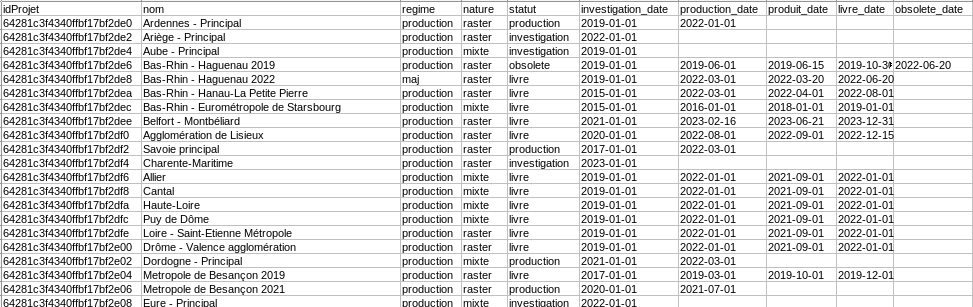 idProjet nom regime nature statut investigation_date production_date produit_date livre_date obsolete_date
64281c3f4340ffbf17bf2de0 Ardennes - Principal production raster production 2019-01-01 2022-01-01
64281c3f4340ffbf17bf2de2 Ariège - Principal production raster investigation 2022-01-01
64281c3f4340ffbf17bf2de4 Aube - Principal production mixte investigation 2019-01-01
64281c3f4340ffbf17bf2de6 Bas-Rhin - Haguenau 2019 production raster obsolete 2019-06-01 2019-06-15 2019-10-3 2022-06-20
64281c3f4340ffbf17bf2de8 Bas-Rhin - Haguenau 2022 maj raster livre 2022-03-01 2022-03-20 2022-06-20
64281c3f4340ffbf17bf2dea Bas-Rhin - Hanau-La Petite Pierre production raster livre 2015-01-01 2022-03-01 2022-04-01 2022-08-01
64281c3f4340ffbf17bf2dec Bas-Rhin - Eurométropole de Starsbourg production mixte livre 2015-01-01 2016-01-01 2018-01-01 2019-01-01
64281c3f4340ffbf17bf2dee Belfort - Montbéliard production raster livre 2021-01-01 2023-02-16 2023-06-21 2023-12-31
64281c3f4340ffbf17bf2df0 Agglomération de Lisieux production raster livre 2020-01-01 2022-08-01 2022-09-01 2022-12-15
64281c3f4340ffbf17bf2df2 Savoie principal production raster production 2017-01-01 2022-03-01
64281c3f4340ffbf17bf2df4 Charente-Maritime production raster investigation 2023-01-01
64281c3f4340ffbf17bf2df6 Allier production mixte livre 2019-01-01 2022-01-01 2021-09-01 2022-01-01
64281c3f4340ffbf17bf2df8 Cantal production mixte livre 2019-01-01 2022-01-01 2021-09-01 2022-01-01
64281c3f4340ffbf17bf2dfa Haute-Loire production mixte livre 2019-01-01 2022-01-01 2021-09-01 2022-01-01
64281c3f4340ffbf17bf2dfc Puy de Dôme production mixte livre 2019-01-01 2022-01-01 2021-09-01 2022-01-01
64281c3f4340ffbf17bf2dfe Loire - Saint-Etienne Métropole production raster livre 2019-01-01 2022-01-01 2021-09-01 2022-01-01
64281c3f4340ffbf17bf2e00 Drôme - Valence agglomération production raster livre 2019-01-01 2022-01-01 2021-09-01 2022-01-01
64281c3f4340ffbf17bf2e02 Dordogne - Principal production mixte production 2021-01-01 2022-03-01
64281c3f4340ffbf17bf2e04 Metropole de Besançon 2019 production raster livre 2017-01-01 2019-03-01 2019-10-01 2019-12-01
64281c3f4340ffbf17bf2e06 Metropole de Besançon 2021 production raster production 2020-01-01 2021-07-01
64281c3f4340ffbf17bf2e08 Eure - Principal production mixte investigation 2022-01-01